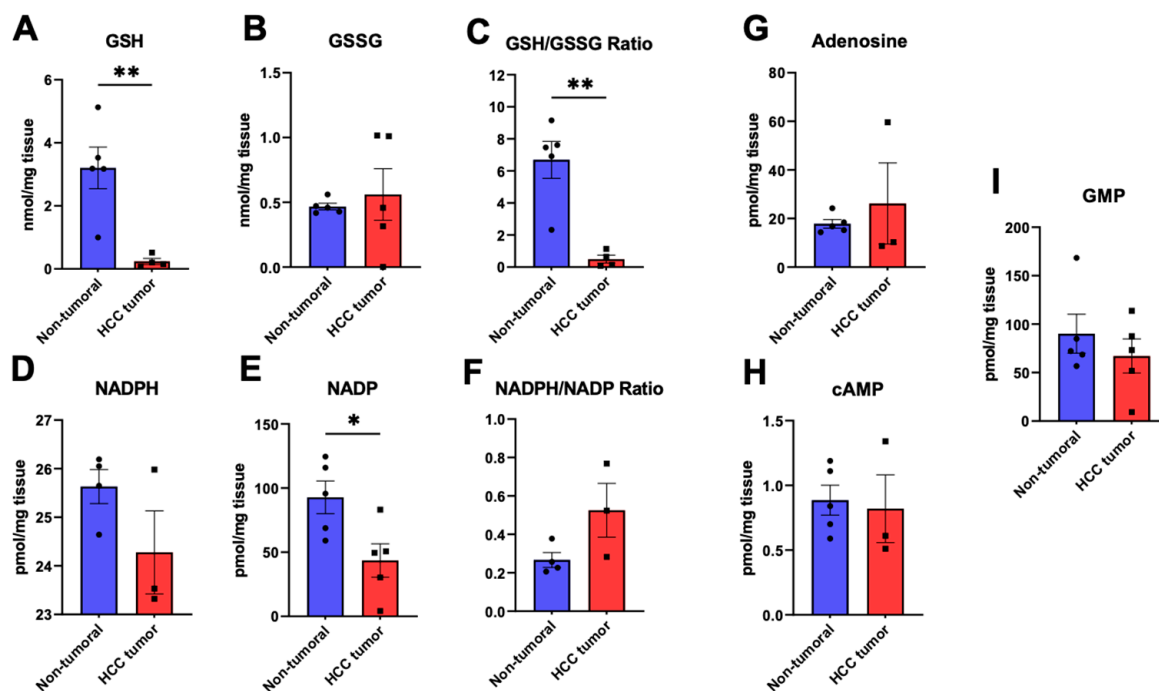 A
GSH
nmol/mg tissue
6
4
2
0
**
Non-tumoral
HCC tumor
B
GSSG
nmol/mg tissue
1.5
1.0
0.5
0.0
Non-tumoral
HCC tumor
C
GSH/GSSG Ratio
12
10
8
6
4
2
0
**
Non-tumoral
HCC tumor
G
Adenosine
pmol/mg tissue
80
60
40
20
0
Non-tumoral
HCC tumor
D
NADPH
pmol/mg tissue
27
26
25
24
23
Non-tumoral
HCC tumor
E
NADP
pmol/mg tissue
150
100
50
0
*
Non-tumoral
HCC tumor
F
NADPH/NADP Ratio
1.0
0.8
0.6
0.4
0.2
0.0
Non-tumoral
HCC tumor
H
cAMP
pmol/mg tissue
1.5
1.0
0.5
0.0
Non-tumoral
HCC tumor
I
GMP
pmol/mg tissue
200
150
100
50
0
Non-tumoral
HCC tumor